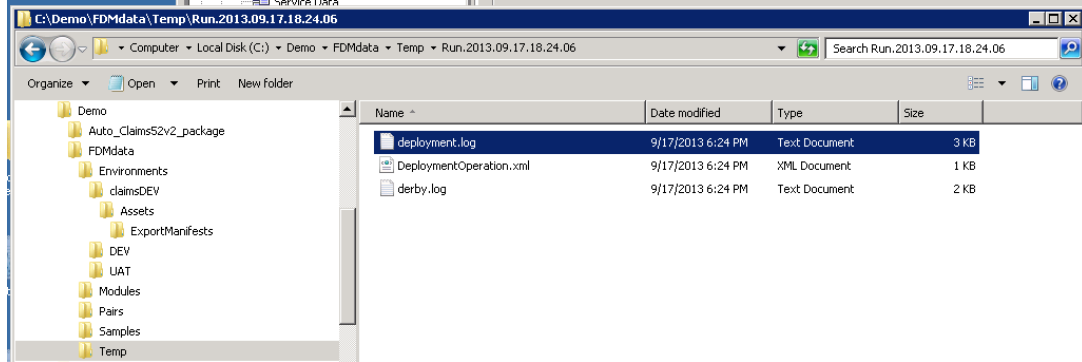 Service Data
C:\Demo\FDMdata\Temp\Run.2013.09.17.18.24.06
Computer Local Disk (C:) Demo FDMdata Temp Run.2013.09.17.18.24.06 Search Run.2013.09.17.18.24.06
Organize Open Print New folder
Demo
Auto_Claims52v2_package
FDMdata
Environments
claimsDEV
Assets
ExportManifests
DEV
UAT
Modules
Pairs
Samples
Temp
Name Date modified Type Size
deployment.log 9/17/2013 6:24 PM Text Document 3 KB
DeploymentOperation.xml 9/17/2013 6:24 PM XML Document 1 KB
derby.log 9/17/2013 6:24 PM Text Document 2 KB